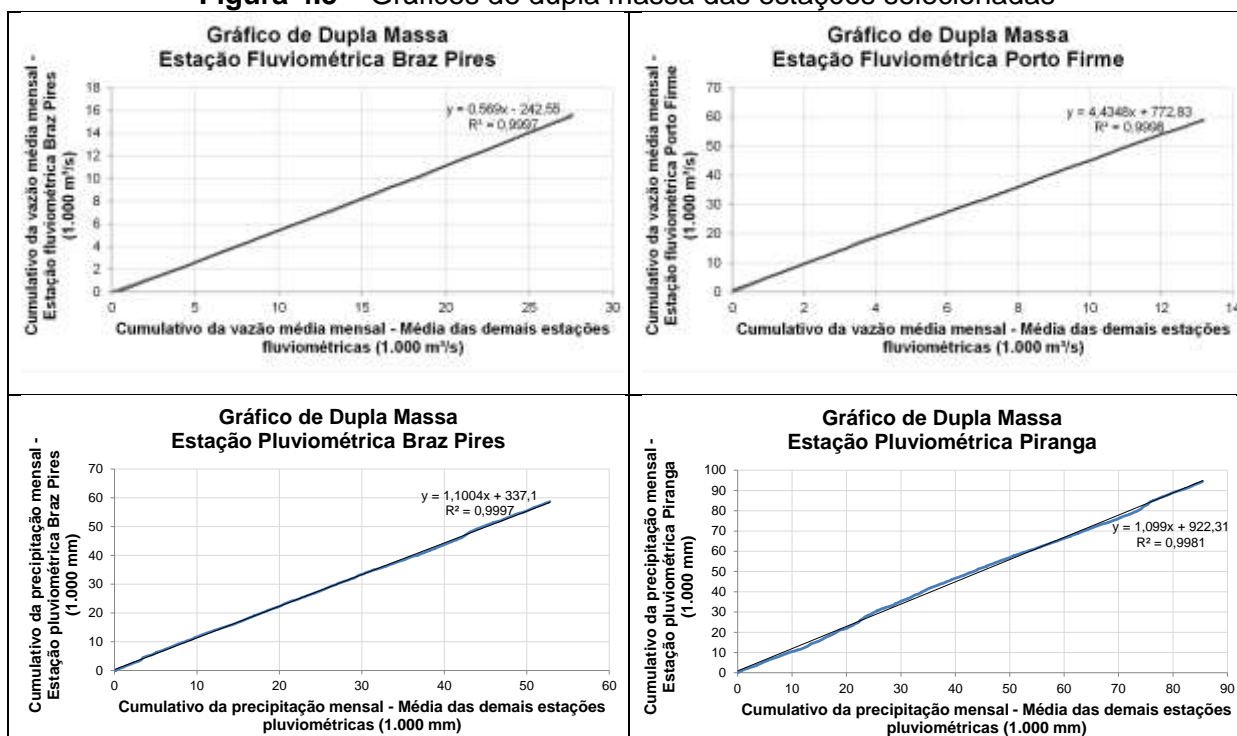 Figura 4.3 – Gráficos de dupla massa das estações selecionadas
Gráfico de Dupla Massa
Estação Fluviométrica Braz Pires
Cumulativo da vazão média mensal -
Estação fluviométrica Braz Pires
(1.000 m³/s)
18
16
14
12
10
8
6
4
2
0
y = 0,569x - 242,55
R² = 0,9997
0
5
10
15
20
25
30
Cumulativo da vazão média mensal - Média das demais estações
fluviométricas (1.000 m³/s)
Gráfico de Dupla Massa
Estação Fluviométrica Porto Firme
Cumulativo da vazão média mensal -
Estação fluviométrica Porto Firme
(1.000 m³/s)
70
60
50
40
30
20
10
0
y = 4,4348x + 772,83
R² = 0,9998
0
2
4
6
8
10
12
14
Cumulativo da vazão média mensal - Média das demais estações
fluviométricas (1.000 m³/s)
Gráfico de Dupla Massa
Estação Pluviométrica Braz Pires
Cumulativo da precipitação mensal -
Estação pluviométrica Braz Pires
(1.000 mm)
70
60
50
40
30
20
10
0
y = 1,1004x + 337,1
R² = 0,9997
0
10
20
30
40
50
60
Cumulativo da precipitação mensal - Média das demais estações
pluviométricas (1.000 mm)
Gráfico de Dupla Massa
Estação Pluviométrica Piranga
Cumulativo da precipitação mensal -
Estação pluviométrica Piranga
(1.000 mm)
100
90
80
70
60
50
40
30
20
10
0
y = 1,099x + 922,31
R² = 0,9981
0
10
20
30
40
50
60
70
80
90
Cumulativo da precipitação mensal - Média das demais estações
pluviométricas (1.000 mm)